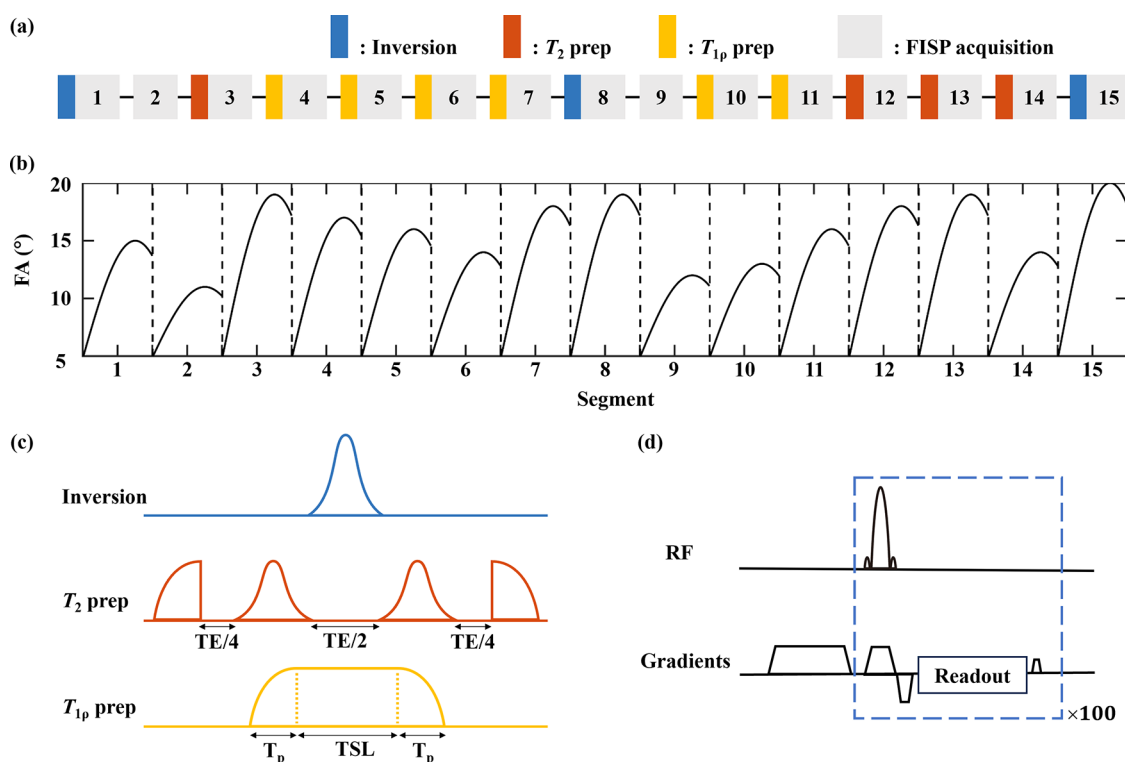 (a)
: Inversion : T2 prep : T1ρ prep : FISP acquisition
1 2 3 4 5 6 7 8 9 10 11 12 13 14 15
(b)
20
15
10
5
FA (°)
1 2 3 4 5 6 7 8 9 10 11 12 13 14 15
Segment
(c)
Inversion
T2 prep
TE/4 TE/2 TE/4
T1ρ prep
Tp TSL Tp
(d)
RF
Gradients
Readout
×100